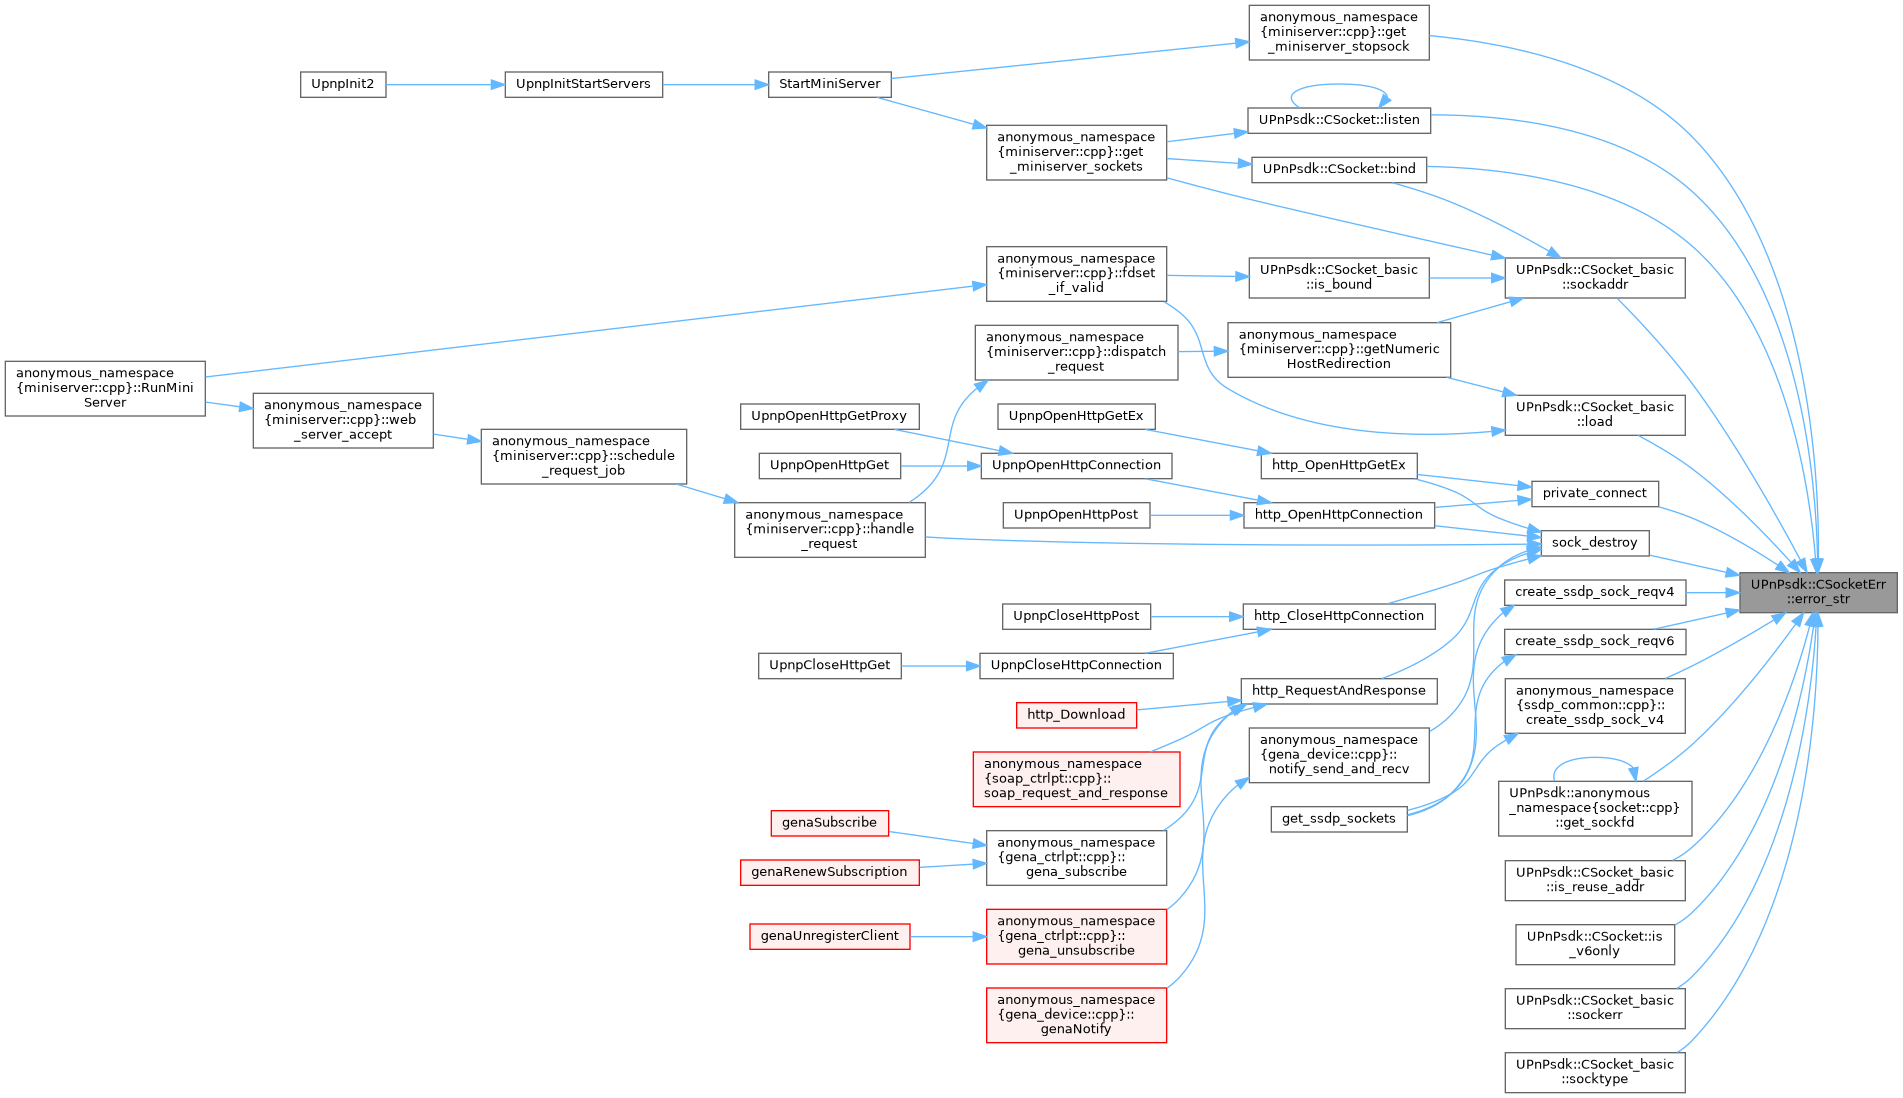 anonymous_namespace
{miniserver::cpp}::get
_miniserver_stopsock
UpnpInit2
UpnpInitStartServers
StartMiniServer
UPnPsdk::CSocket::listen
anonymous_namespace
{miniserver::cpp}::get
_miniserver_sockets
UPnPsdk::CSocket::bind
anonymous_namespace
{miniserver::cpp}::fdset
_if_valid
UPnPsdk::CSocket_basic
::is_bound
UPnPsdk::CSocket_basic
::sockaddr
anonymous_namespace
{miniserver::cpp}::dispatch
_request
anonymous_namespace
{miniserver::cpp}::getNumeric
HostRedirection
anonymous_namespace
{miniserver::cpp}::RunMini
Server
anonymous_namespace
{miniserver::cpp}::web
_server_accept
UPnPsdk::CSocket_basic
::load
UpnpOpenHttpGetProxy
UpnpOpenHttpGetEx
anonymous_namespace
{miniserver::cpp}::schedule
_request_job
UpnpOpenHttpGet
UpnpOpenHttpConnection
http_OpenHttpGetEx
private_connect
anonymous_namespace
{miniserver::cpp}::handle
_request
UpnpOpenHttpPost
http_OpenHttpConnection
sock_destroy
UPnPsdk::CSocketErr
::error_str
create_ssdp_sock_reqv4
UpnpCloseHttpPost
http_CloseHttpConnection
create_ssdp_sock_reqv6
UpnpCloseHttpGet
UpnpCloseHttpConnection
http_RequestAndResponse
anonymous_namespace
{ssdp_common::cpp}::
create_ssdp_sock_v4
http_Download
anonymous_namespace
{gena_device::cpp}::
notify_send_and_recv
anonymous_namespace
{soap_ctrlpt::cpp}::
soap_request_and_response
UPnPsdk::anonymous
_namespace{socket::cpp}
::get_sockfd
get_ssdp_sockets
genaSubscribe
anonymous_namespace
{gena_ctrlpt::cpp}::
gena_subscribe
genaRenewSubscription
UPnPsdk::CSocket_basic
::is_reuse_addr
genaUnregisterClient
anonymous_namespace
{gena_ctrlpt::cpp}::
gena_unsubscribe
UPnPsdk::CSocket::is
_v6only
anonymous_namespace
{gena_device::cpp}::
genaNotify
UPnPsdk::CSocket_basic
::sockerr
UPnPsdk::CSocket_basic
::socktype